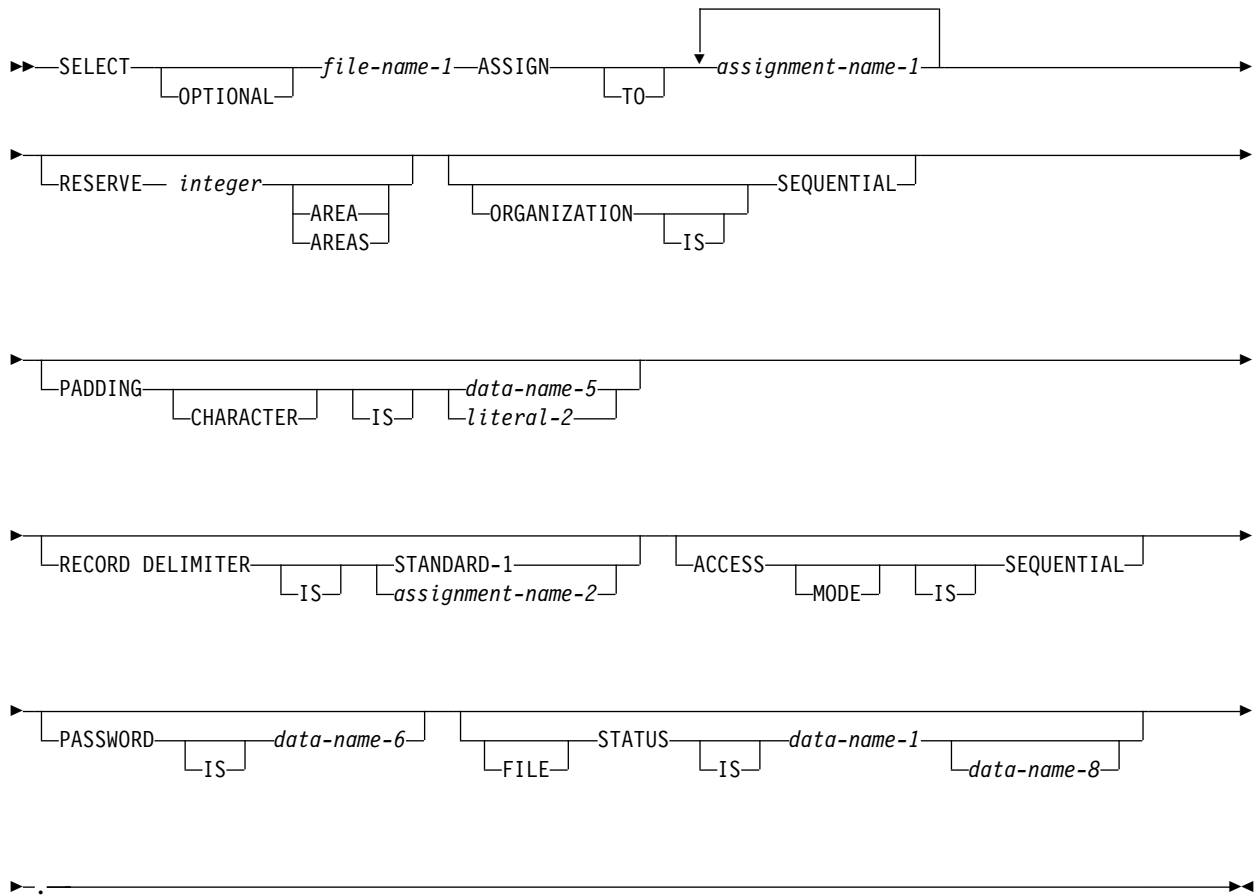 SELECT OPTIONAL file-name-1 ASSIGN TO assignment-name-1
RESERVE integer AREA AREAS ORGANIZATION IS SEQUENTIAL
PADDING CHARACTER IS data-name-5 literal-2
RECORD DELIMITER IS STANDARD-1 assignment-name-2 ACCESS MODE IS SEQUENTIAL
PASSWORD IS data-name-6 FILE STATUS IS data-name-1 data-name-8
.